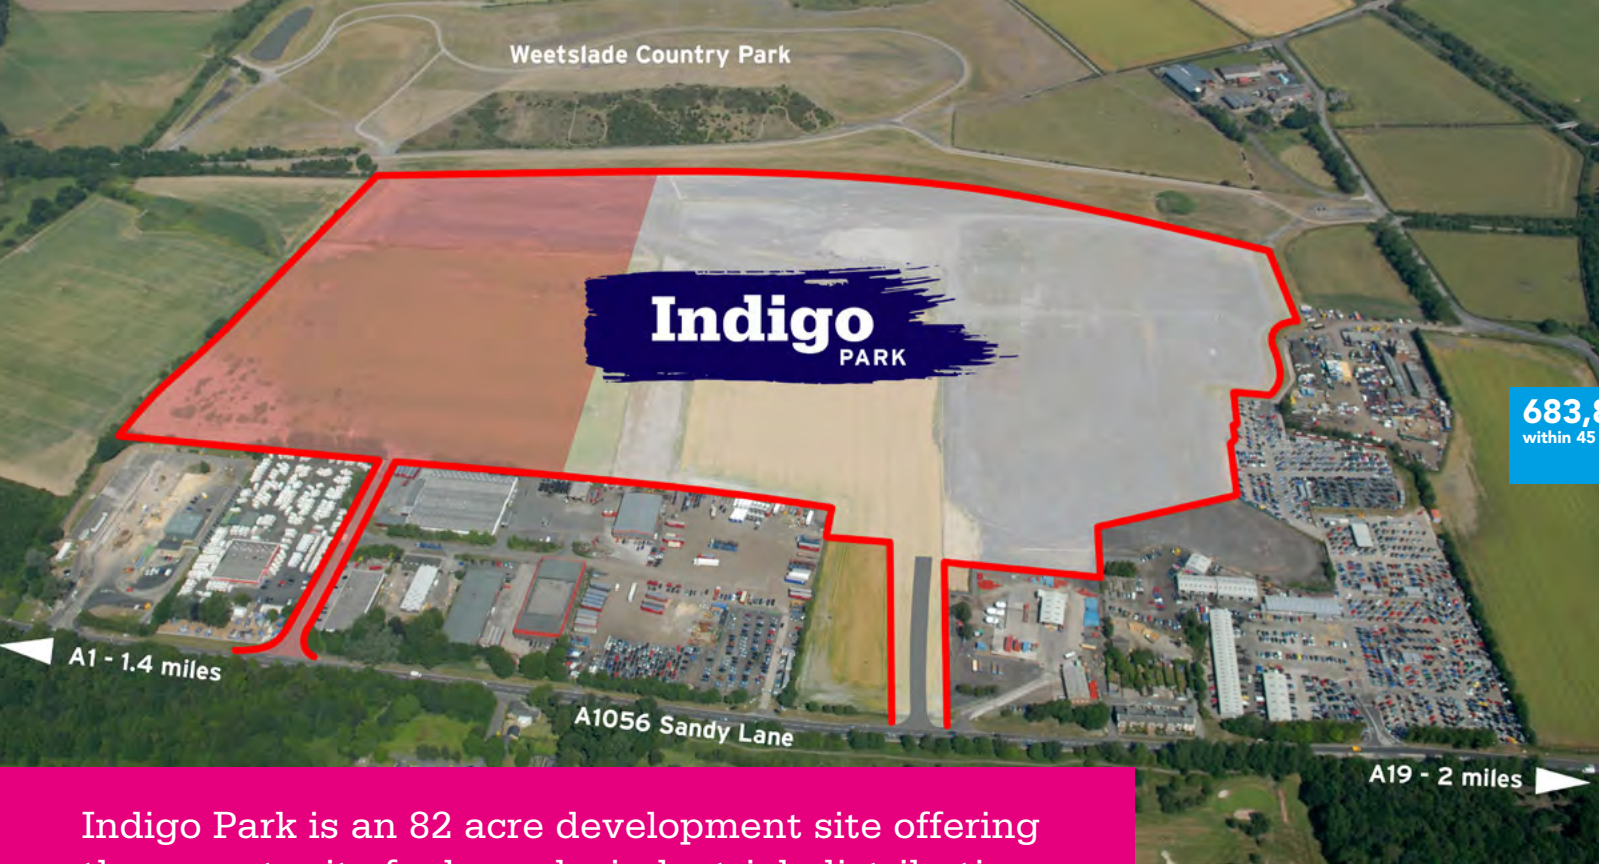 Weetslade Country Park
Indigo
PARK
683,8
within 45
A1 - 1.4 miles
A1056 Sandy Lane
A19 - 2 miles
Indigo Park is an 82 acre development site offering